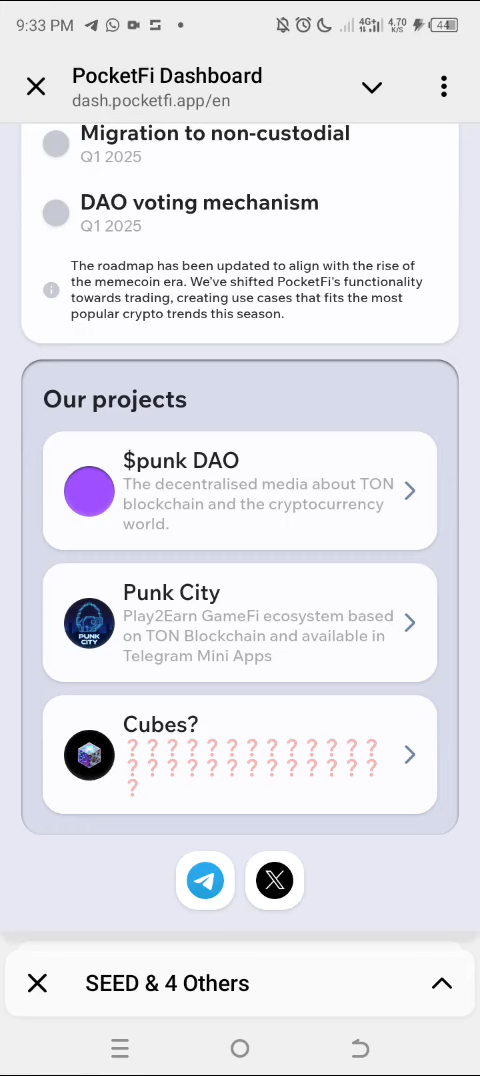 9:33 PM
4G+
4.70
K/S
44
PocketFi Dashboard
dash.pocketfi.app/en
Migration to non-custodial
Q1 2025
DAO voting mechanism
Q1 2025
The roadmap has been updated to align with the rise of
the memecoin era. We've shifted PocketFi's functionality
towards trading, creating use cases that fits the most
popular crypto trends this season.
Our projects
$punk DAO
The decentralised media about TON
blockchain and the cryptocurrency
world.
Punk City
PUNK
CITY
Play2Earn GameFi ecosystem based
on TON Blockchain and available in
Telegram Mini Apps
Cubes?
❓❓❓❓❓❓❓❓❓❓❓❓❓
❓❓❓❓❓❓❓❓❓❓❓❓❓
❓
SEED & 4 Others